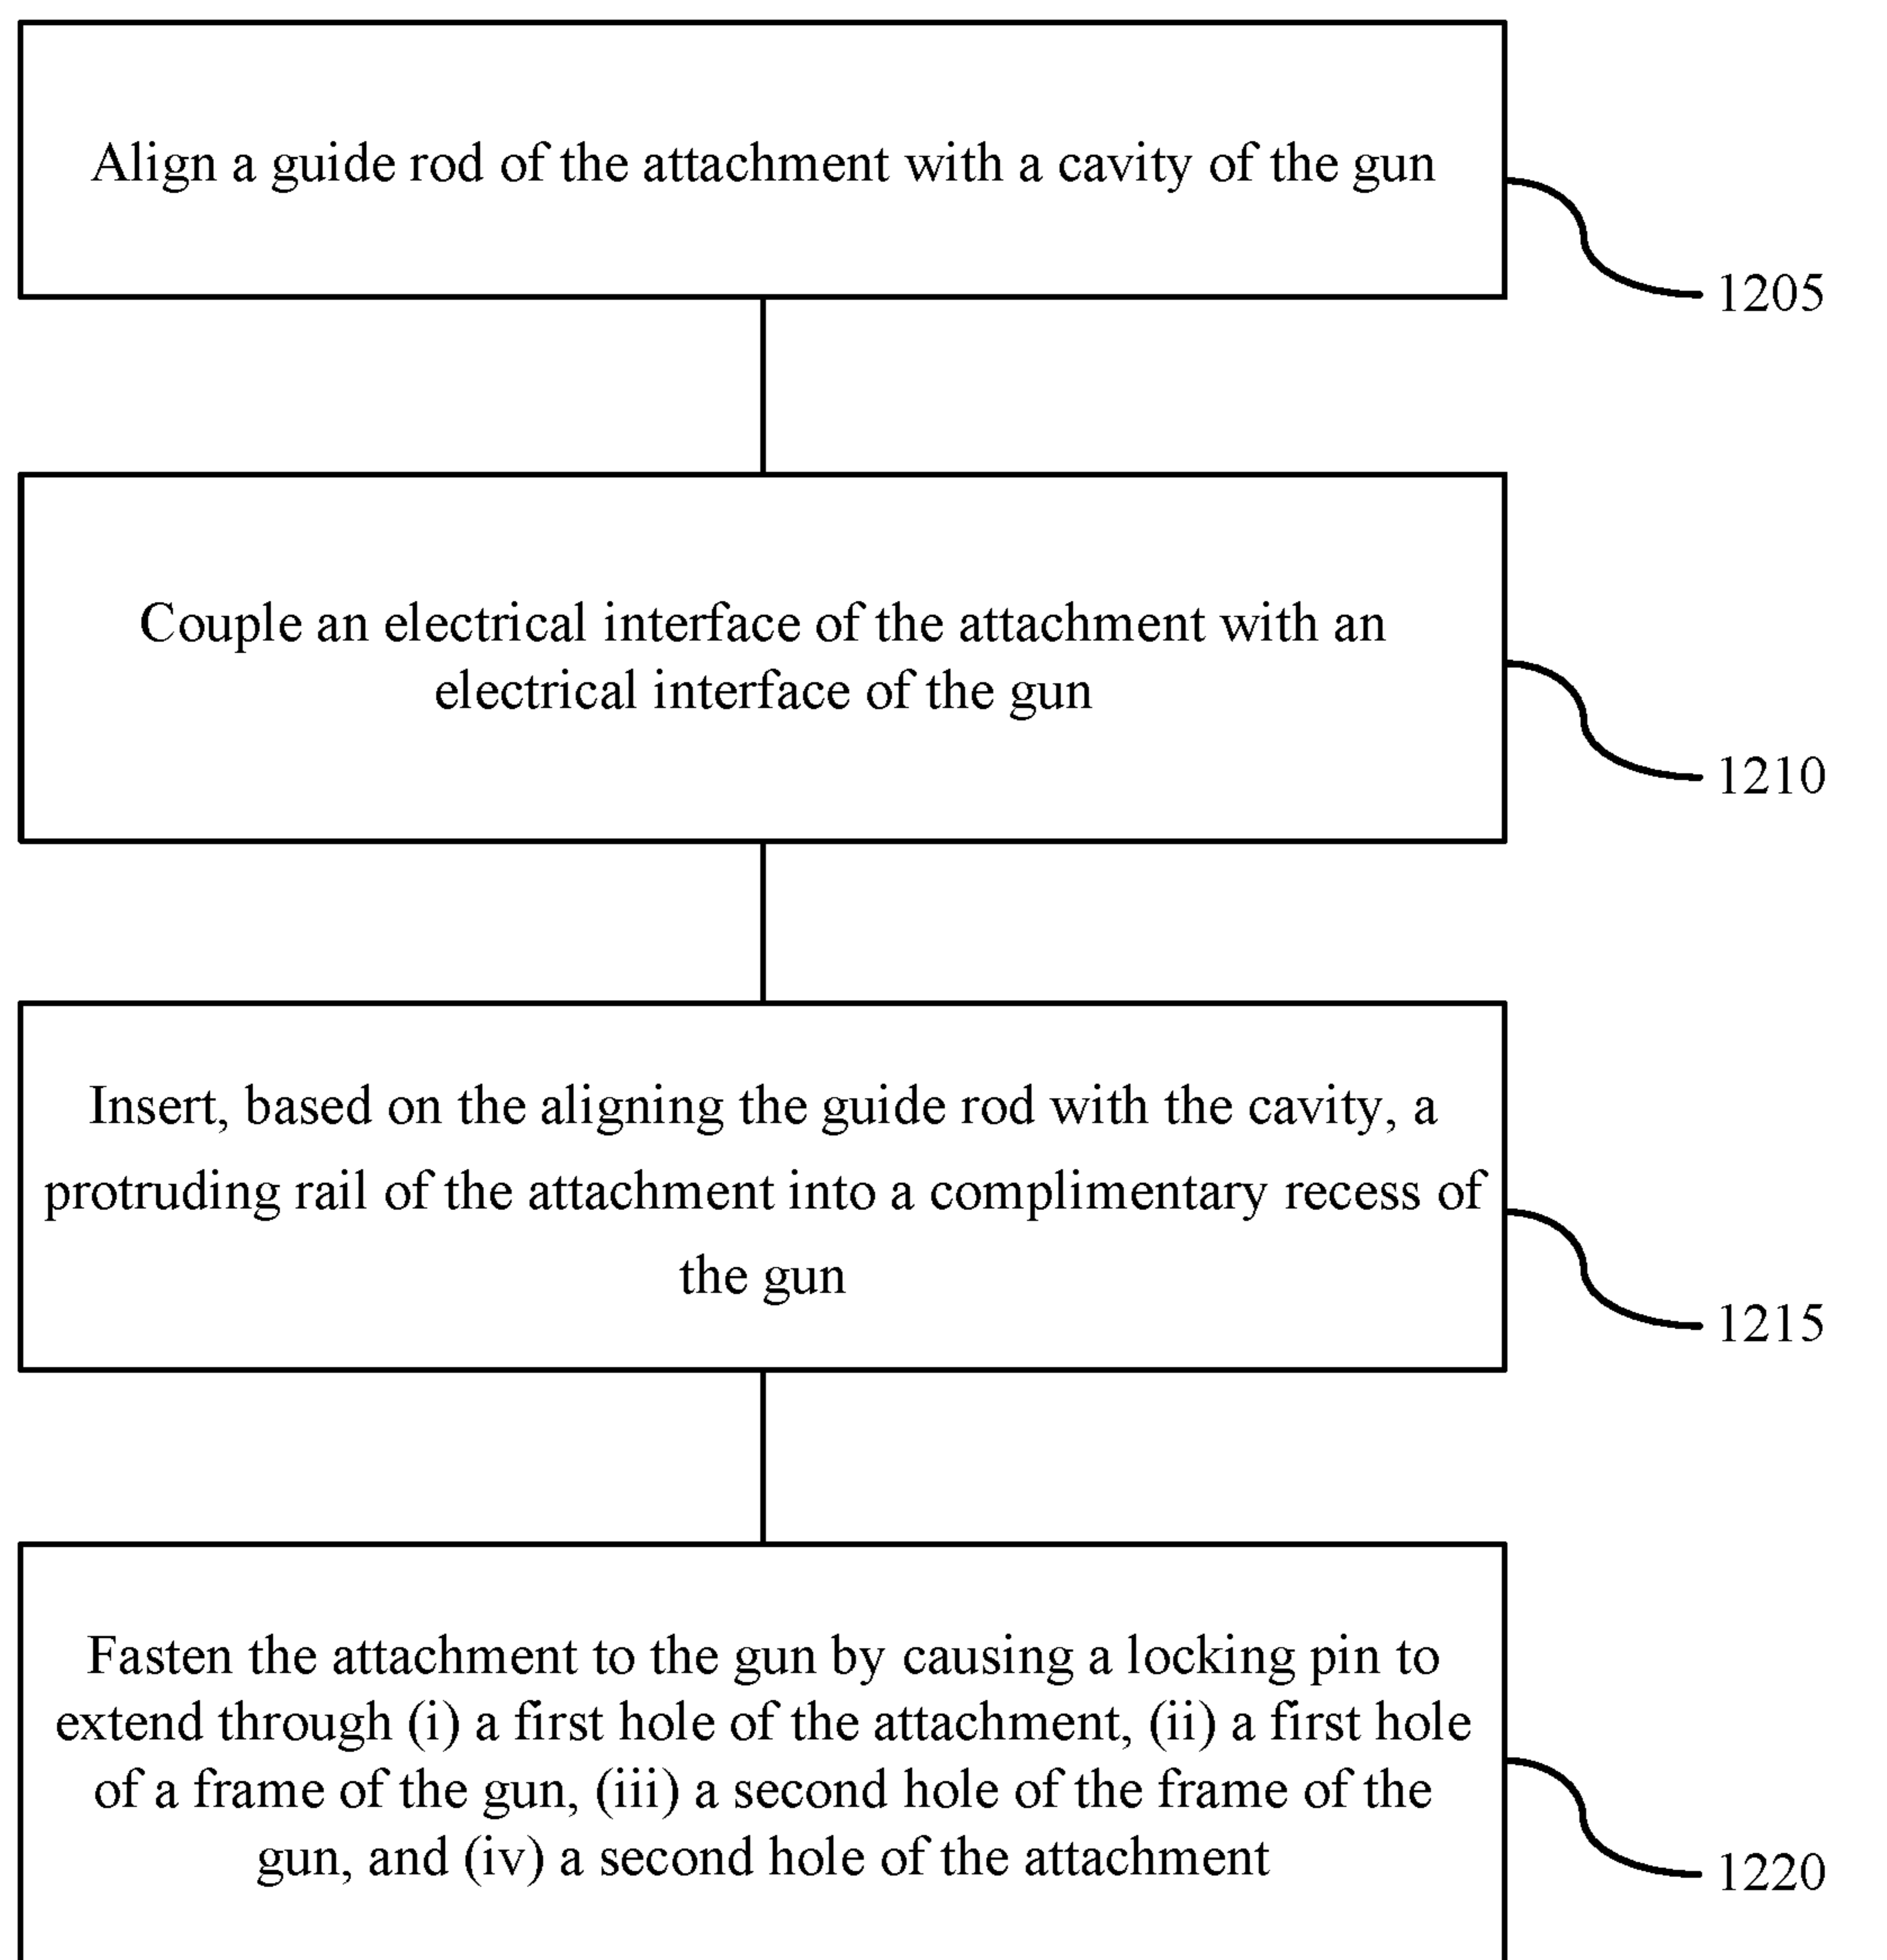 Align a guide rod of the attachment with a cavity of the gun
1205
Couple an electrical interface of the attachment with an
electrical interface of the gun
1210
Insert, based on the aligning the guide rod with the cavity, a
protruding rail of the attachment into a complimentary recess of
the gun
1215
Fasten the attachment to the gun by causing a locking pin to
extend through (i) a first hole of the attachment, (ii) a first hole
of a frame of the gun, (iii) a second hole of the frame of the
gun, and (iv) a second hole of the attachment
1220